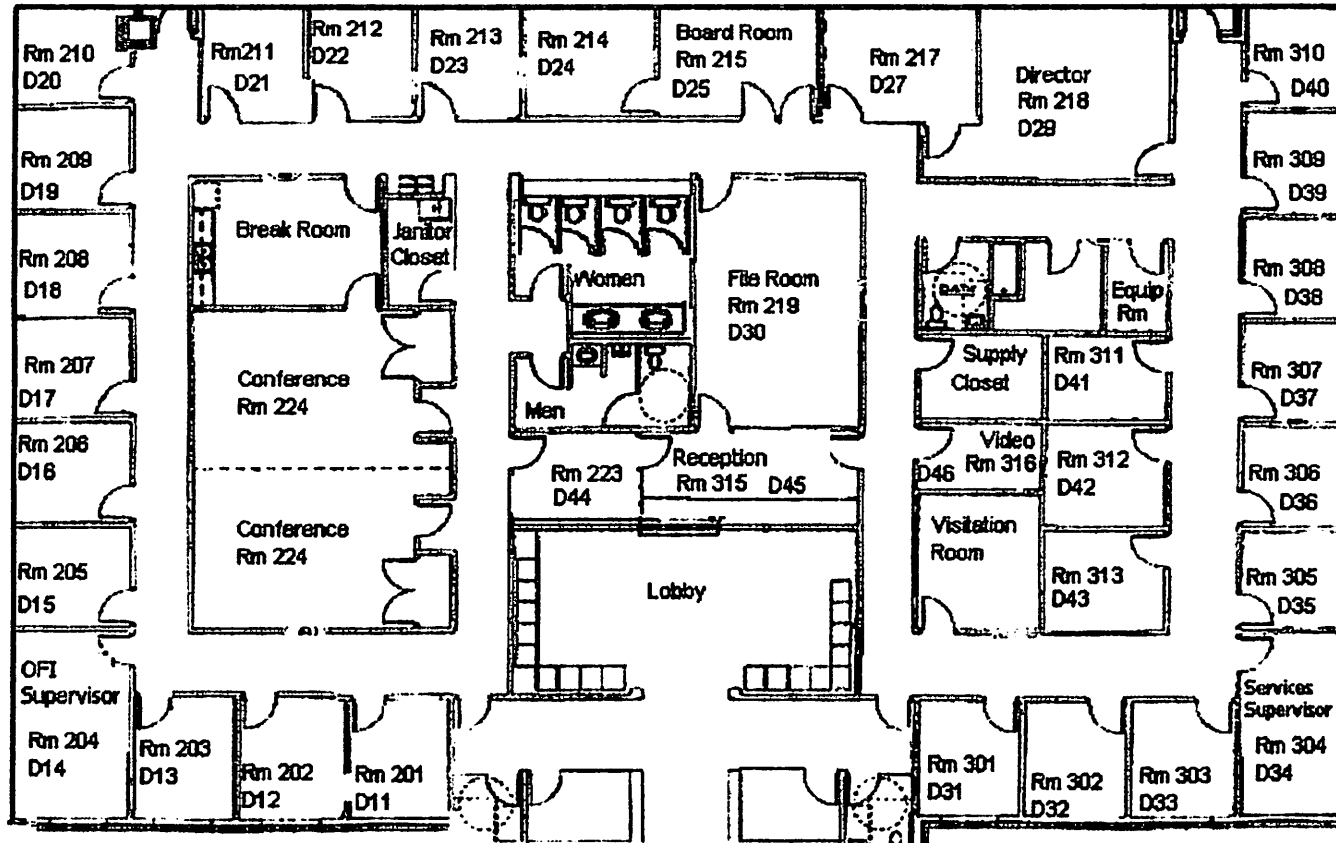 Rm 210
D20
Rm211
D21
Rm 212
D22
Rm 213
D23
Rm 214
D24
Board Room
Rm 215
D25
Rm 217
D27
Director
Rm 218
D29
Rm 310
D40
Rm 209
D19
Rm 309
D39
Break Room
Janitor
Closet
Women
File Room
Rm 219
D30
Equip
Rm
Rm 208
D18
Rm 308
D38
Rm 207
D17
Conference
Rm 224
Men
Supply
Closet
Rm 311
D41
Rm 307
D37
Rm 206
D16
Rm 223
D44
Reception
Rm 315
D45
Video
Rm 316
D46
Rm 312
D42
Rm 306
D36
Conference
Rm 224
Visitation
Room
Rm 205
D15
Lobby
Rm 313
D43
Rm 305
D35
OFI
Supervisor
Rm 204
D14
Rm 203
D13
Rm 202
D12
Rm 201
D11
Rm 301
D31
Rm 302
D32
Rm 303
D33
Services
Supervisor
Rm 304
D34